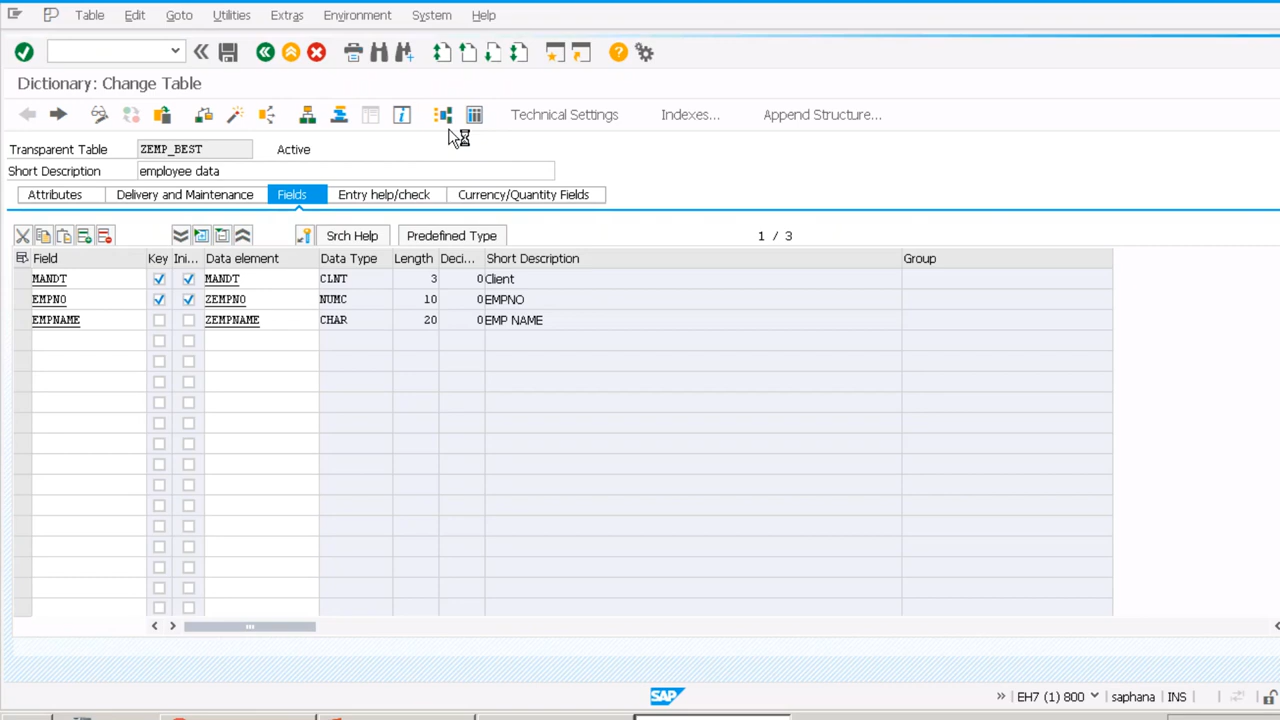 Table Edit Goto Utilities Extras Environment System Help
Dictionary: Change Table
Technical Settings Indexes... Append Structure...
Transparent Table ZEMP_BEST Active
Short Description employee data
Attributes Delivery and Maintenance Fields Entry help/check Currency/Quantity Fields
Srch Help Predefined Type 1 / 3
Field Key Ini... Data element Data Type Length Deci... Short Description Group
MANDT MANDT CLNT 3 0 Client
EMPNO ZEMPNO NUMC 10 0 EMPNO
EMPNAME ZEMPNAME CHAR 20 0 EMP NAME
SAP EH7 (1) 800 saphana INS